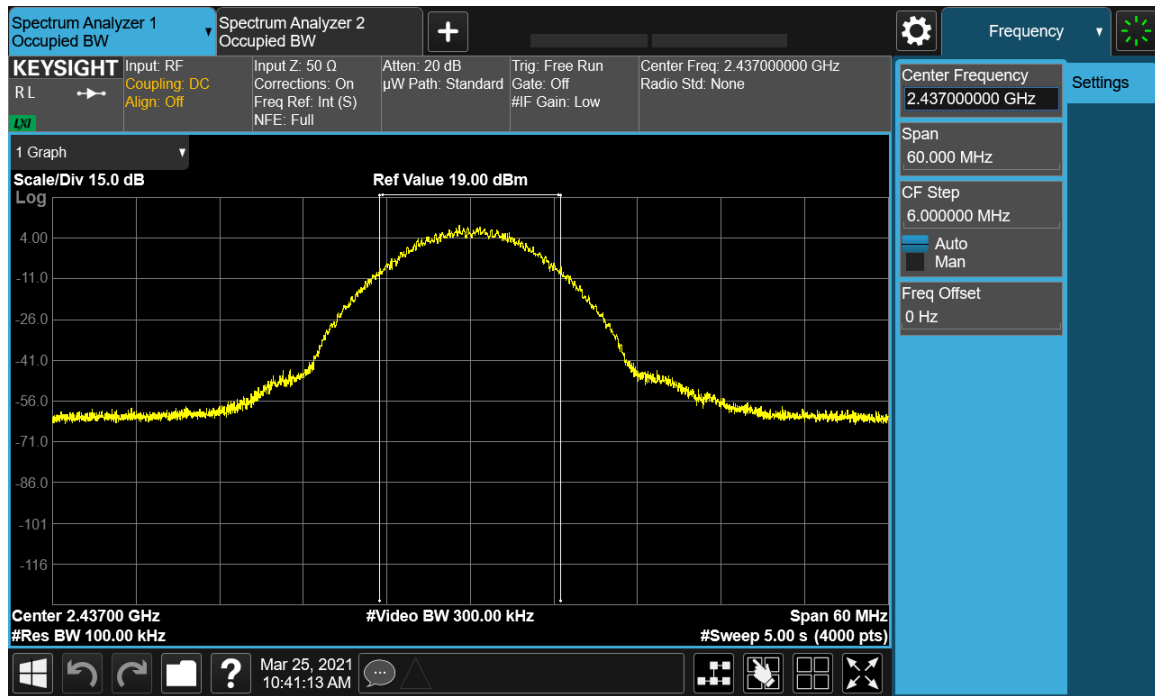 Spectrum Analyzer 1
Occupied BW
Spectrum Analyzer 2
Occupied BW
Frequency
KEYSIGHT
R L
LXI
Input: RF
Coupling: DC
Align: Off
Input Z: 50 Ω
Corrections: On
Freq Ref: Int (S)
NFE: Full
Atten: 20 dB
µW Path: Standard
Trig: Free Run
Gate: Off
#IF Gain: Low
Center Freq: 2.437000000 GHz
Radio Std: None
Center Frequency
2.437000000 GHz
Settings
Span
60.000 MHz
CF Step
6.000000 MHz
Auto
Man
Freq Offset
0 Hz
1 Graph
Scale/Div 15.0 dB
Ref Value 19.00 dBm
Log
4.00
-11.0
-26.0
-41.0
-56.0
-71.0
-86.0
-101
-116
Center 2.43700 GHz
#Video BW 300.00 kHz
Span 60 MHz
#Res BW 100.00 kHz
#Sweep 5.00 s (4000 pts)
?
Mar 25, 2021
10:41:13 AM